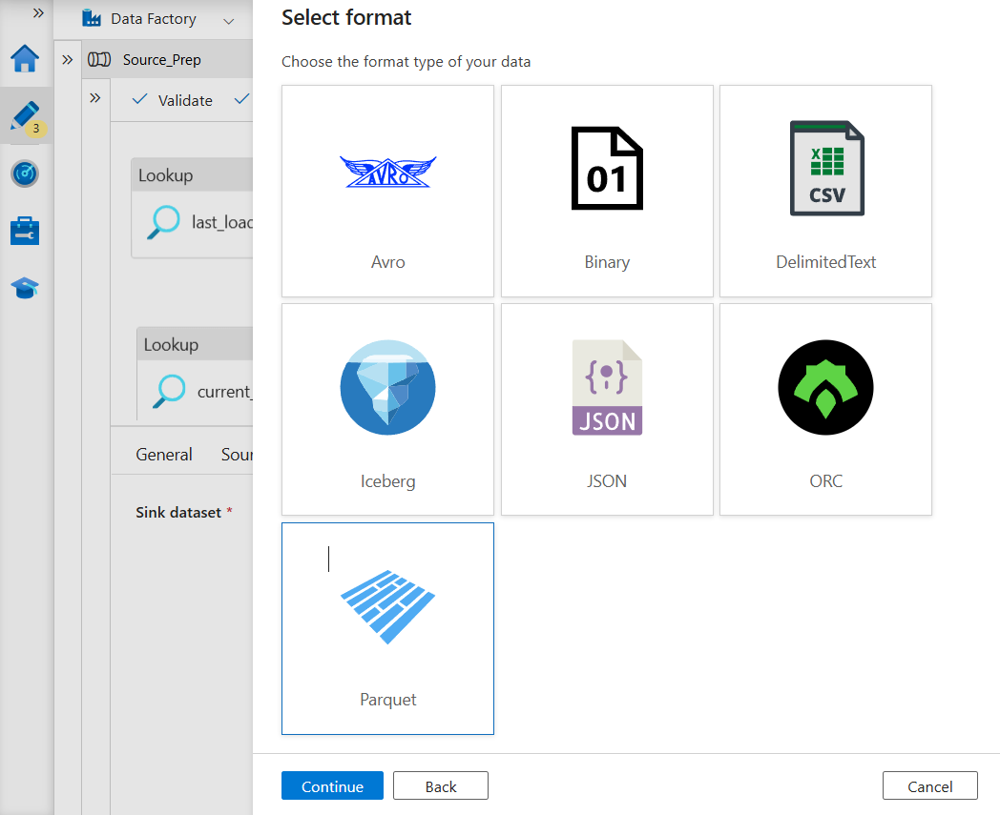 Data Factory
Source_Prep
Validate
3
Lookup
last_loac
Lookup
current_
General Sour
Sink dataset *
Select format
Choose the format type of your data
AVRO
Avro
01
Binary
X
CSV
DelimitedText
Iceberg
{ }
JSON
JSON
ORC
Parquet
Continue Back Cancel